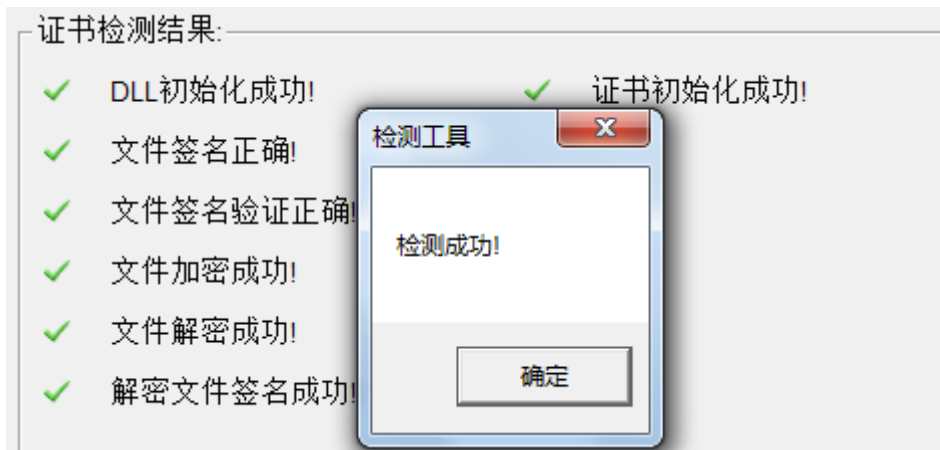 证书检测结果:
DLL初始化成功!
证书初始化成功!
文件签名正确!
文件签名验证正确!
文件加密成功!
文件解密成功!
解密文件签名成功!
检测工具
检测成功!
确定